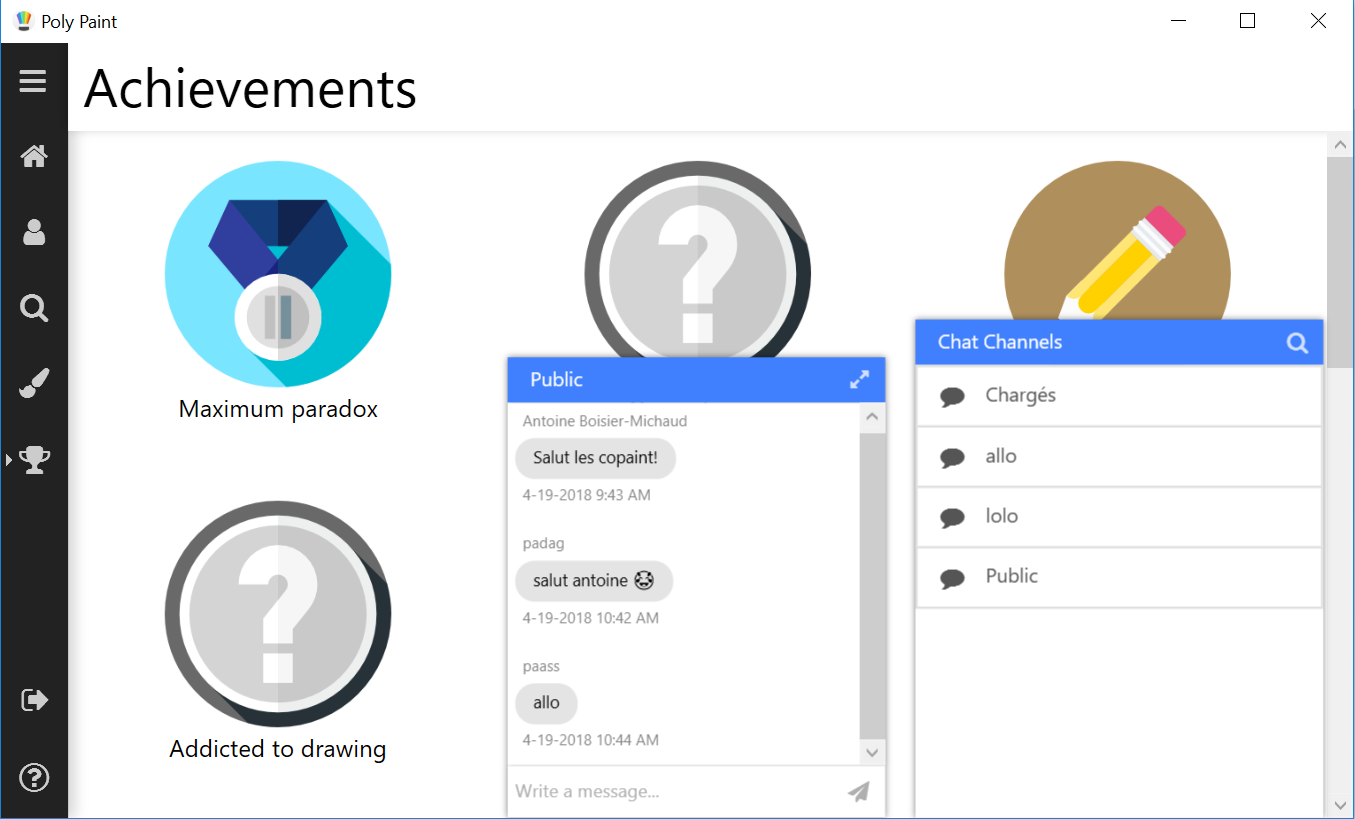 Poly Paint
Achievements
Maximum paradox
Addicted to drawing
Public
Antoine Boisier-Michaud
Salut les copaint!
4-19-2018 9:43 AM
padag
salut antoine
4-19-2018 10:42 AM
paass
allo
4-19-2018 10:44 AM
Write a message...
Chat Channels
Chargés
allo
lolo
Public